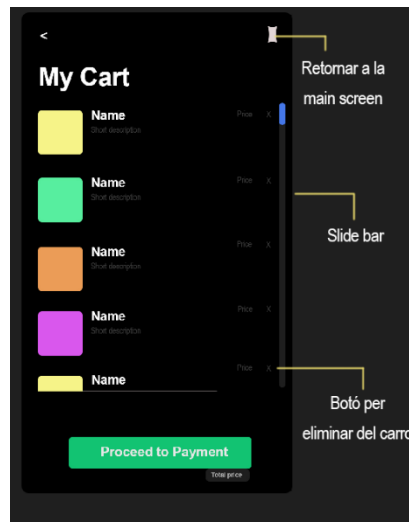 <
My Cart
Retornar a la
main screen
Name
Price X
Short description
Name
Price X
Short description
Slide bar
Name
Price X
Short description
Name
Price X
Short description
Price X
Name
Botó per
eliminar del carro
Proceed to Payment
Total price